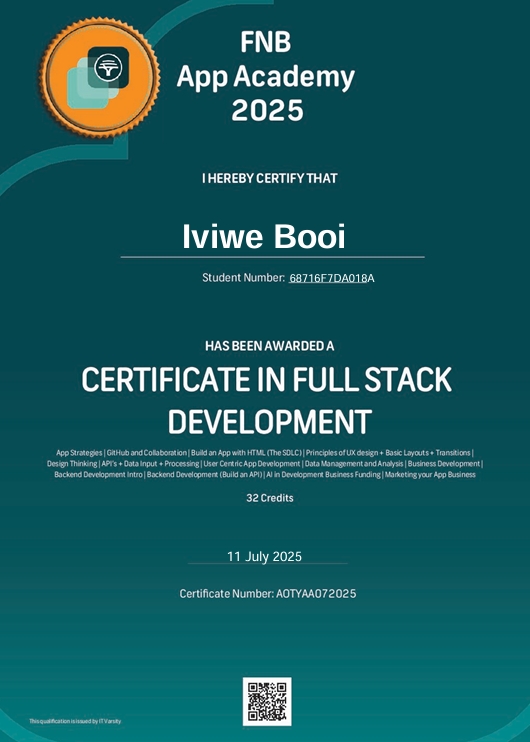 FNB
App Academy
2025
I HEREBY CERTIFY THAT
Iviwe Booi
Student Number: 68716F7DA018A
HAS BEEN AWARDED A
CERTIFICATE IN FULL STACK
DEVELOPMENT
App Strategies | GitHub and Collaboration | Build an App with HTML (The SDLC) | Principles of UX design + Basic Layouts + Transitions |
Design Thinking | API's + Data Input + Processing | User Centric App Development | Data Management and Analysis | Business Development |
Backend Development Intro | Backend Development (Build an API) | AI in Development Business Funding | Marketing your App Business
32 Credits
11 July 2025
Certificate Number: AOTYAA072025
This qualification is issued by IT Varsity